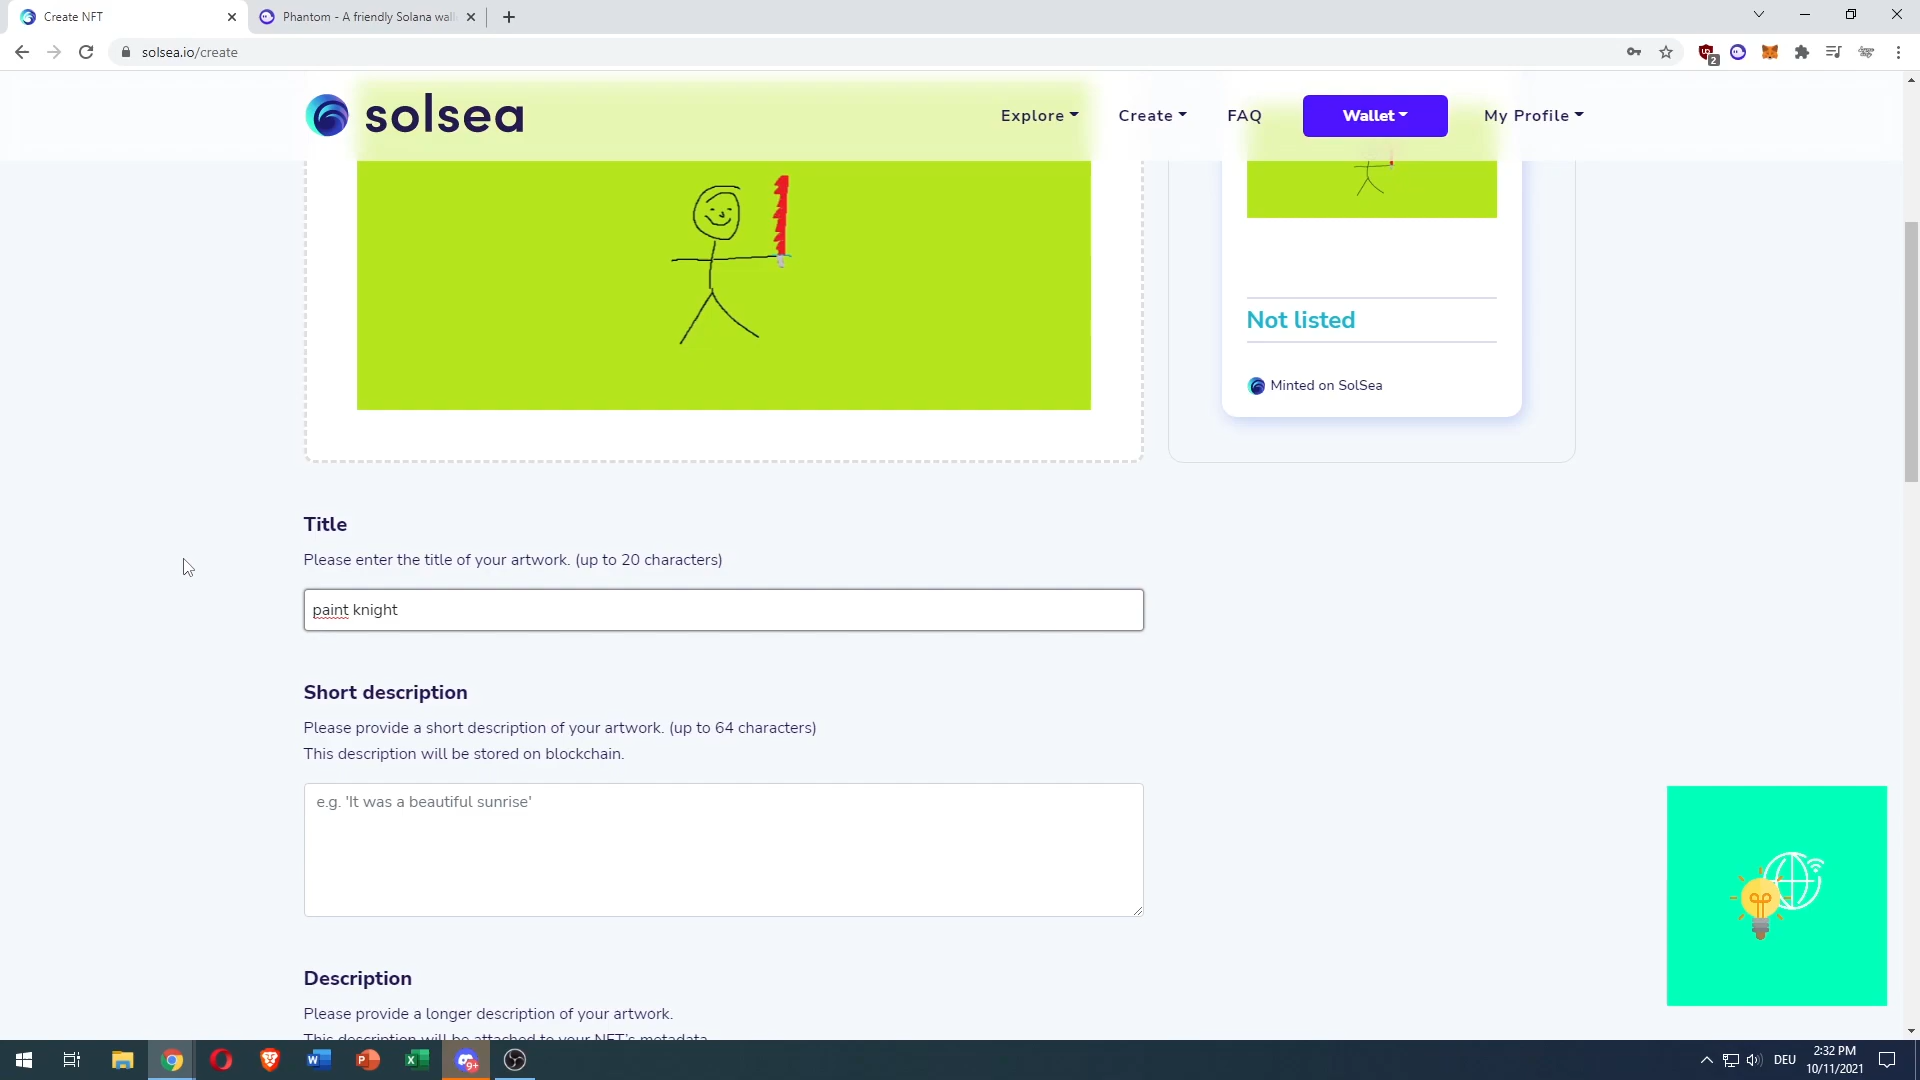 Create NFT
Phantom - A friendly Solana wall
solsea.io/create
2
solsea
Explore
Create
FAQ
Wallet
My Profile
Not listed
Minted on SolSea
Title
Please enter the title of your artwork. (up to 20 characters)
paint knight
Short description
Please provide a short description of your artwork. (up to 64 characters)
This description will be stored on blockchain.
e.g. 'It was a beautiful sunrise'
Description
Please provide a longer description of your artwork.
This description will be attached to your NFT's metadata
9+
DEU
2:32 PM
10/11/2021